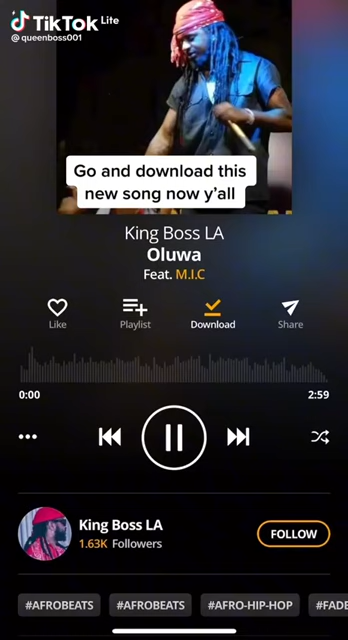 TikTok Lite
@queenboss001
Go and download this
new song now y'all
King Boss LA
Oluwa
Feat. M.I.C
Like
Playlist
Download
Share
0:00
2:59
King Boss LA
1.63K Followers
FOLLOW
#AFROBEATS
#AFROBEATS
#AFRO-HIP-HOP
#FADE